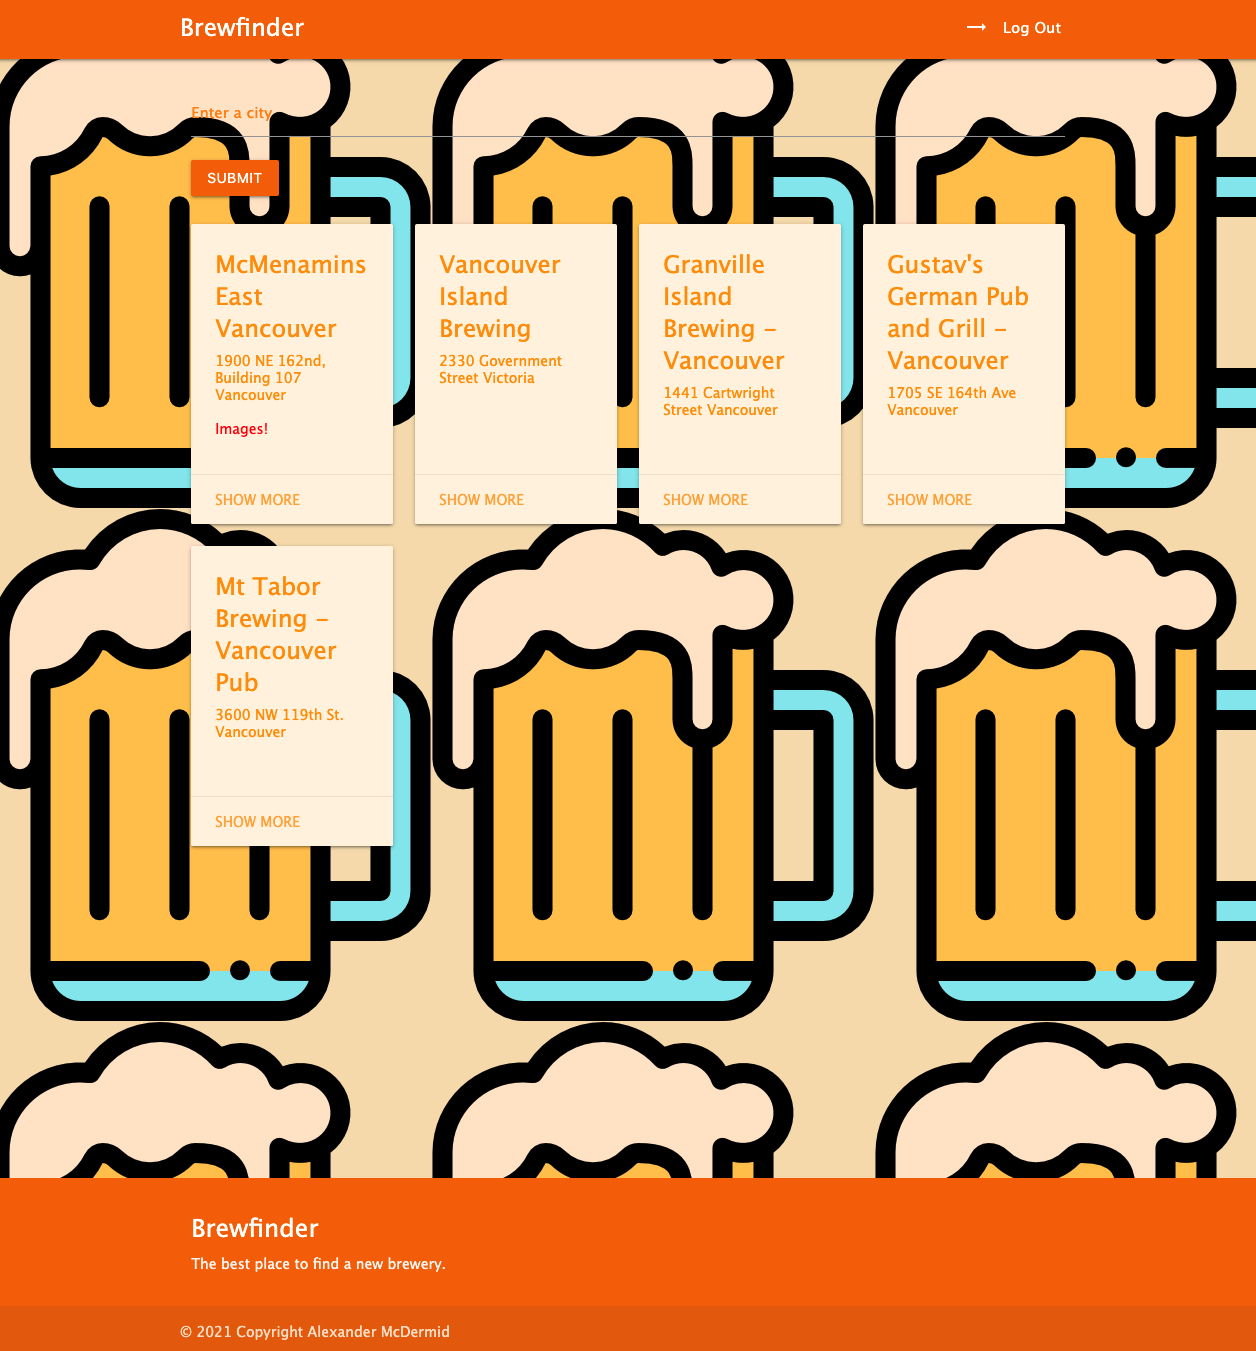 Brewfinder
Log Out
Enter a city
SUBMIT
McMenamins
East
Vancouver
1900 NE 162nd,
Building 107
Vancouver
Images!
SHOW MORE
Vancouver
Island
Brewing
2330 Government
Street Victoria
SHOW MORE
Granville
Island
Brewing -
Vancouver
1441 Cartwright
Street Vancouver
SHOW MORE
Gustav's
German Pub
and Grill -
Vancouver
1705 SE 164th Ave
Vancouver
SHOW MORE
Mt Tabor
Brewing -
Vancouver
Pub
3600 NW 119th St.
Vancouver
SHOW MORE
Brewfinder
The best place to find a new brewery.
© 2021 Copyright Alexander McDermid